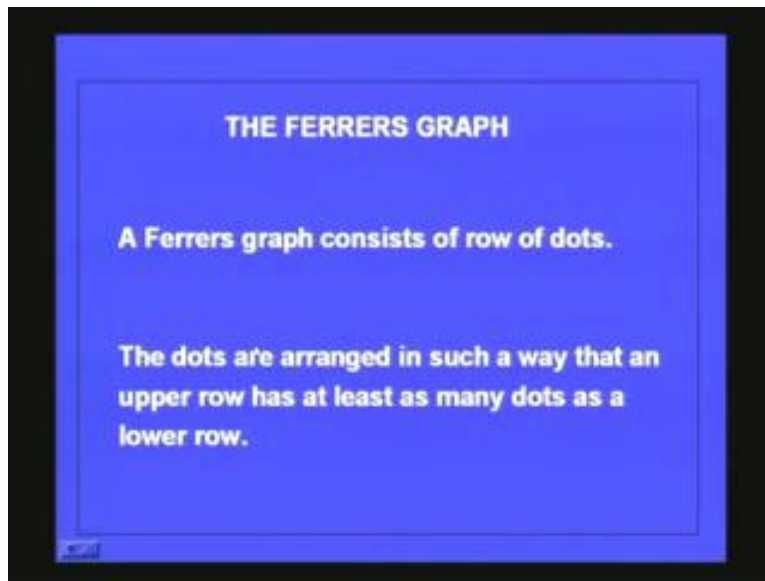 THE FERRERS GRAPH
A Ferrers graph consists of row of dots.
The dots are arranged in such a way that an
upper row has at least as many dots as a
lower row.